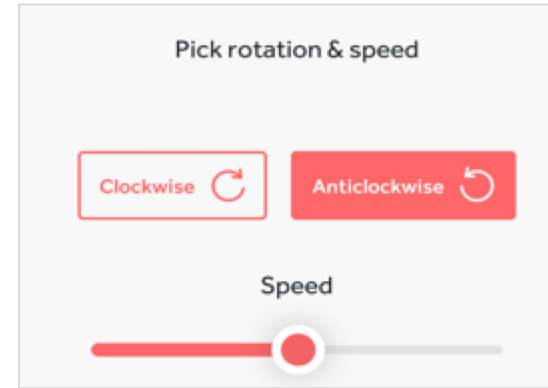 Pick rotation & speed
Clockwise
Anticlockwise
Speed